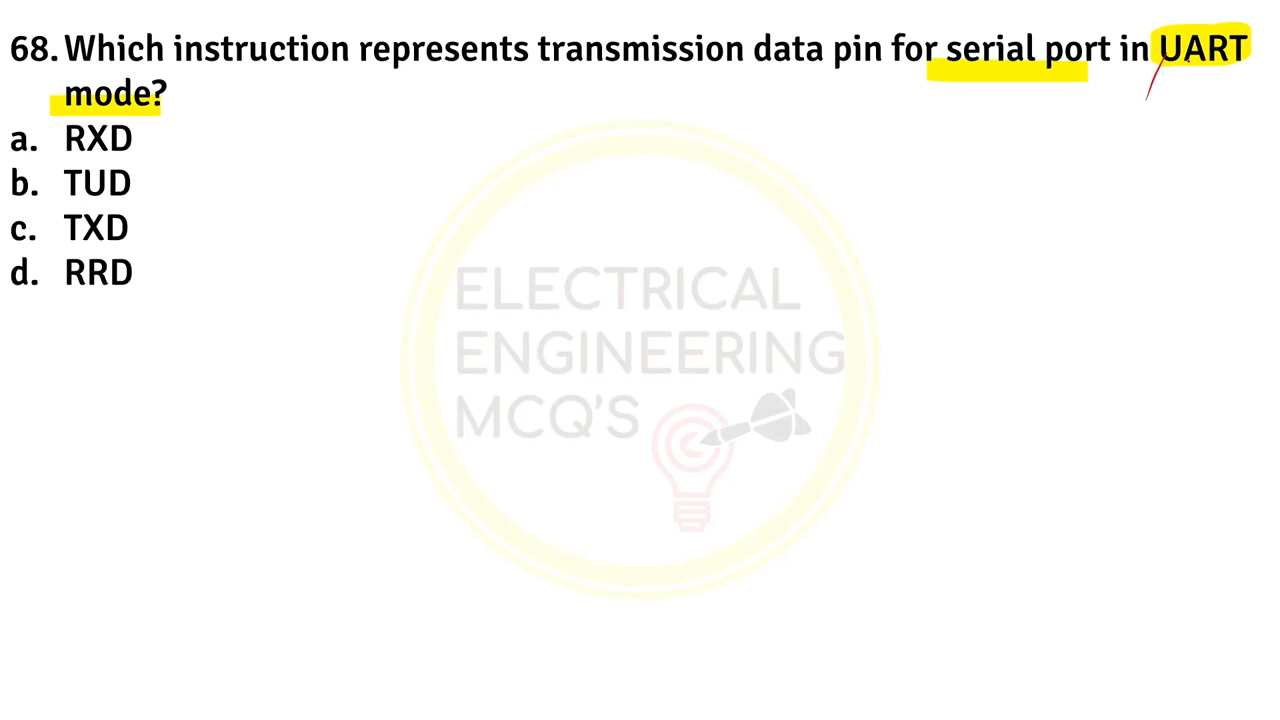 68. Which instruction represents transmission data pin for serial port in UART
mode?
a. RXD
b. TUD
c. TXD
d. RRD
ELECTRICAL
ENGINEERING
MCQ'S